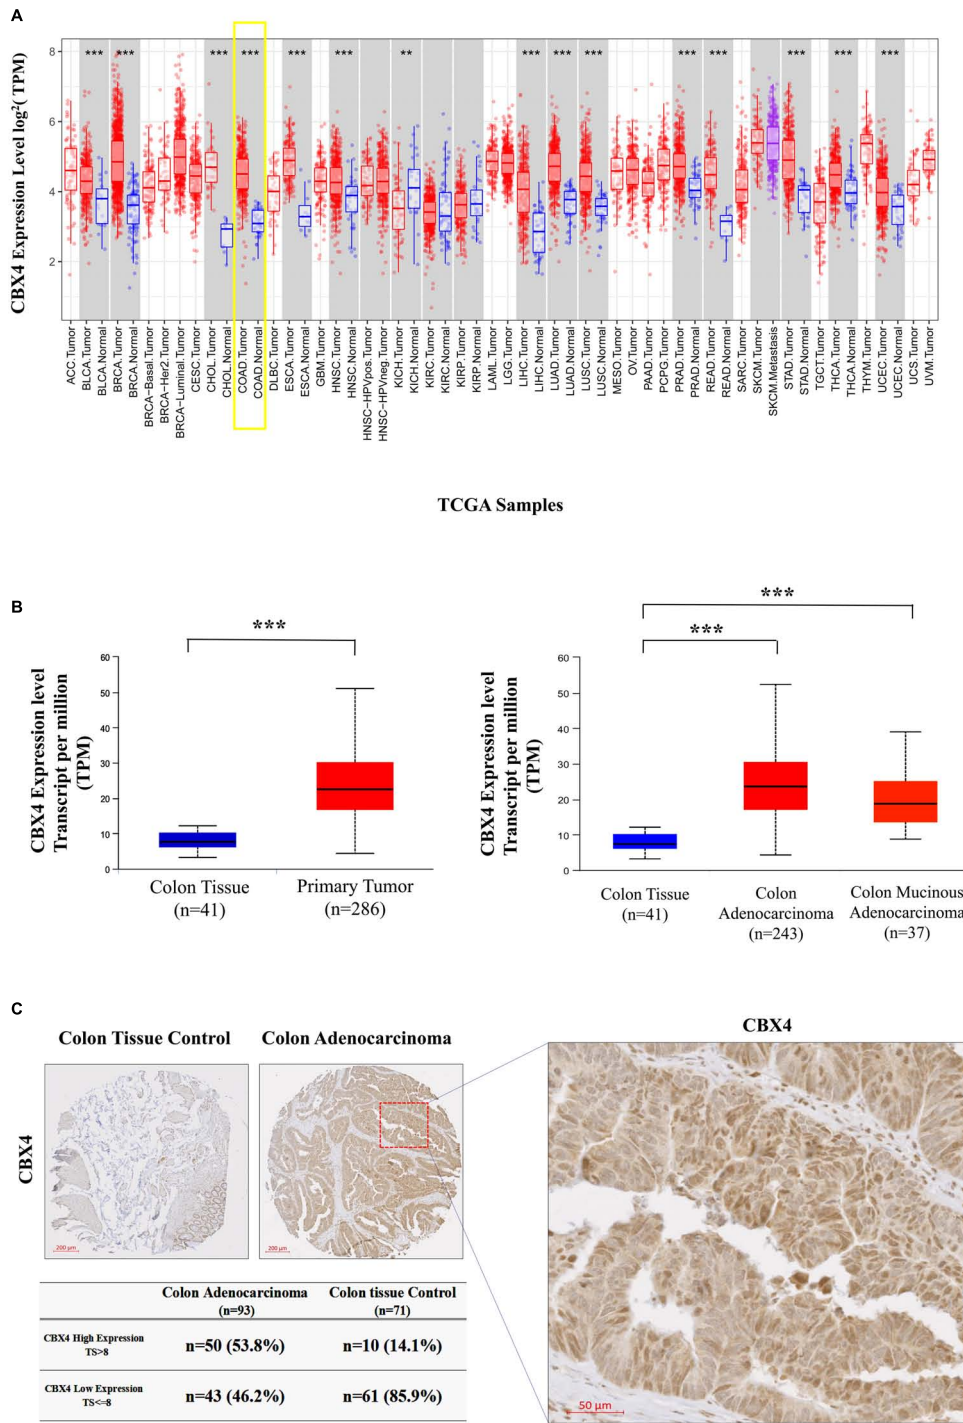 A
CBX4 Expression Level log²( TPM)
8
6
4
2
*** *** *** *** *** *** ** *** *** *** *** *** *** *** ***
ACC.Tumor
BLCA.Tumor
BLCA.Normal
BRCA.Tumor
BRCA.Normal
BRCA-Basal.Tumor
BRCA-Her2.Tumor
BRCA-Luminal.Tumor
CESC.Tumor
CHOL.Tumor
CHOL.Normal
COAD.Tumor
COAD.Normal
DLBC.Tumor
ESCA.Tumor
ESCA.Normal
GBM.Tumor
HNSC.Tumor
HNSC.Normal
HNSC-HPVpos.Tumor
HNSC-HPVneg.Tumor
KICH.Tumor
KICH.Normal
KIRC.Tumor
KIRC.Normal
KIRP.Tumor
KIRP.Normal
LAML.Tumor
LGG.Tumor
LIHC.Tumor
LIHC.Normal
LUAD.Tumor
LUAD.Normal
LUSC.Tumor
LUSC.Normal
MESO.Tumor
OV.Tumor
PAAD.Tumor
PCPG.Tumor
PRAD.Tumor
PRAD.Normal
READ.Tumor
READ.Normal
SARC.Tumor
SKCM.Tumor
SKCM.Metastasis
STAD.Tumor
STAD.Normal
TGCT.Tumor
THCA.Tumor
THCA.Normal
THYM.Tumor
UCEC.Tumor
UCEC.Normal
UCS.Tumor
UVM.Tumor
TCGA Samples
B
***
CBX4 Expression level
Transcript per million
(TPM)
60
50
40
30
20
10
0
Colon Tissue
(n=41)
Primary Tumor
(n=286)
***
***
CBX4 Expression level
Transcript per million
(TPM)
60
50
40
30
20
10
0
Colon Tissue
(n=41)
Colon
Adenocarcinoma
(n=243)
Colon Mucinous
Adenocarcinoma
(n=37)
C
Colon Tissue Control
Colon Adenocarcinoma
CBX4
CBX4
200 µm
200 µm
50 µm
Colon Adenocarcinoma
(n=93)
Colon tissue Control
(n=71)
CBX4 High Expression
TS>8
n=50 (53.8%)
n=10 (14.1%)
CBX4 Low Expression
TS<=8
n=43 (46.2%)
n=61 (85.9%)